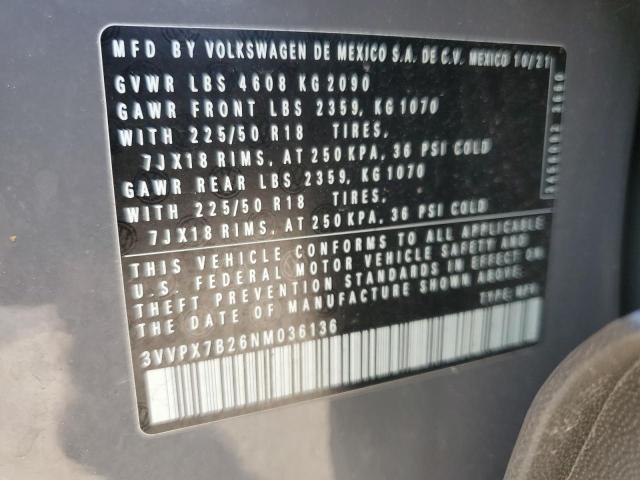 MFD BY VOLKSWAGEN DE MEXICO S.A. DE C.V. MEXICO 10/21
GVWR LBS 4608 KG 2090
GAWR FRONT LBS 2359, KG 1070
WITH 225/50 R18 TIRES,
7JX18 RIMS, AT 250 KPA, 36 PSI COLD
GAWR REAR LBS 2359, KG 1070
WITH 225/50 R18 TIRES,
7JX18 RIMS, AT 250 KPA, 36 PSI COLD
THIS VEHICLE CONFORMS TO ALL APPLICABLE
U.S. FEDERAL MOTOR VEHICLE SAFETY AND
THEFT PREVENTION STANDARDS IN EFFECT ON
THE DATE OF MANUFACTURE SHOWN ABOVE.
TYPE: MPV
3VVPX7B26NM036136